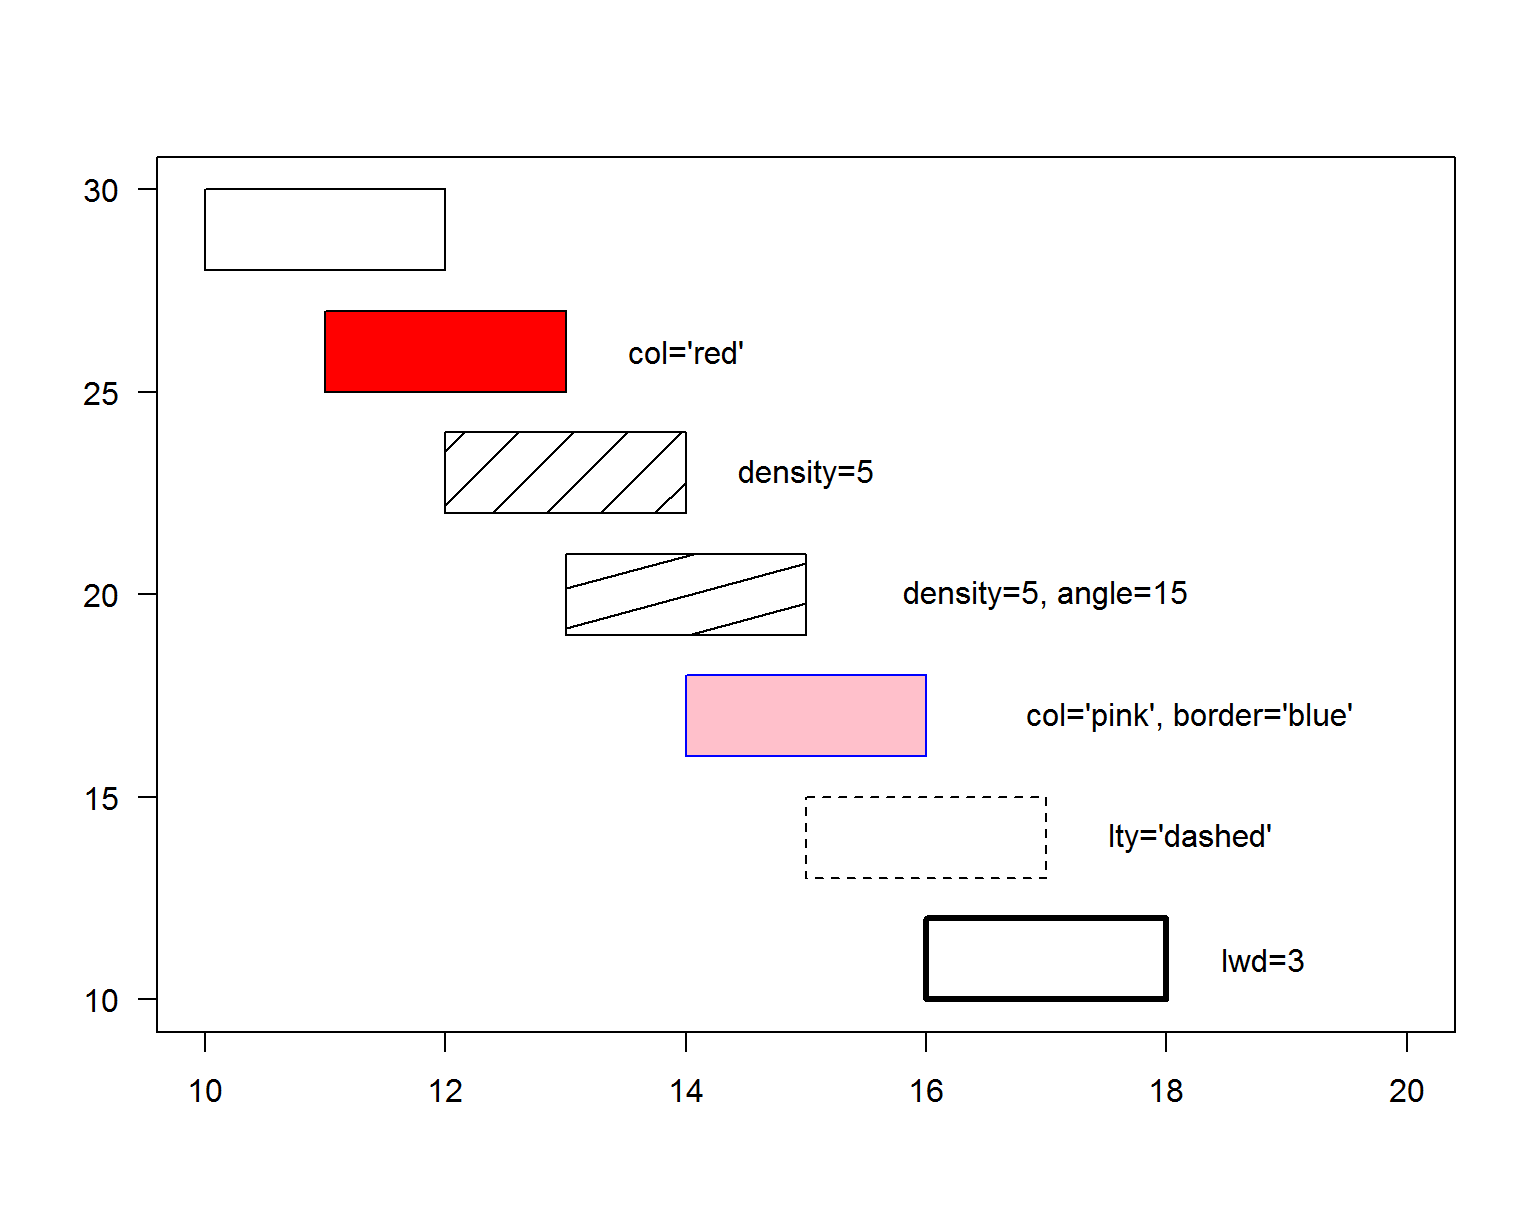 30
col='red'
25
density=5
20
density=5, angle=15
col='pink', border='blue'
15
lty='dashed'
lwd=3
10
10 12 14 16 18 20